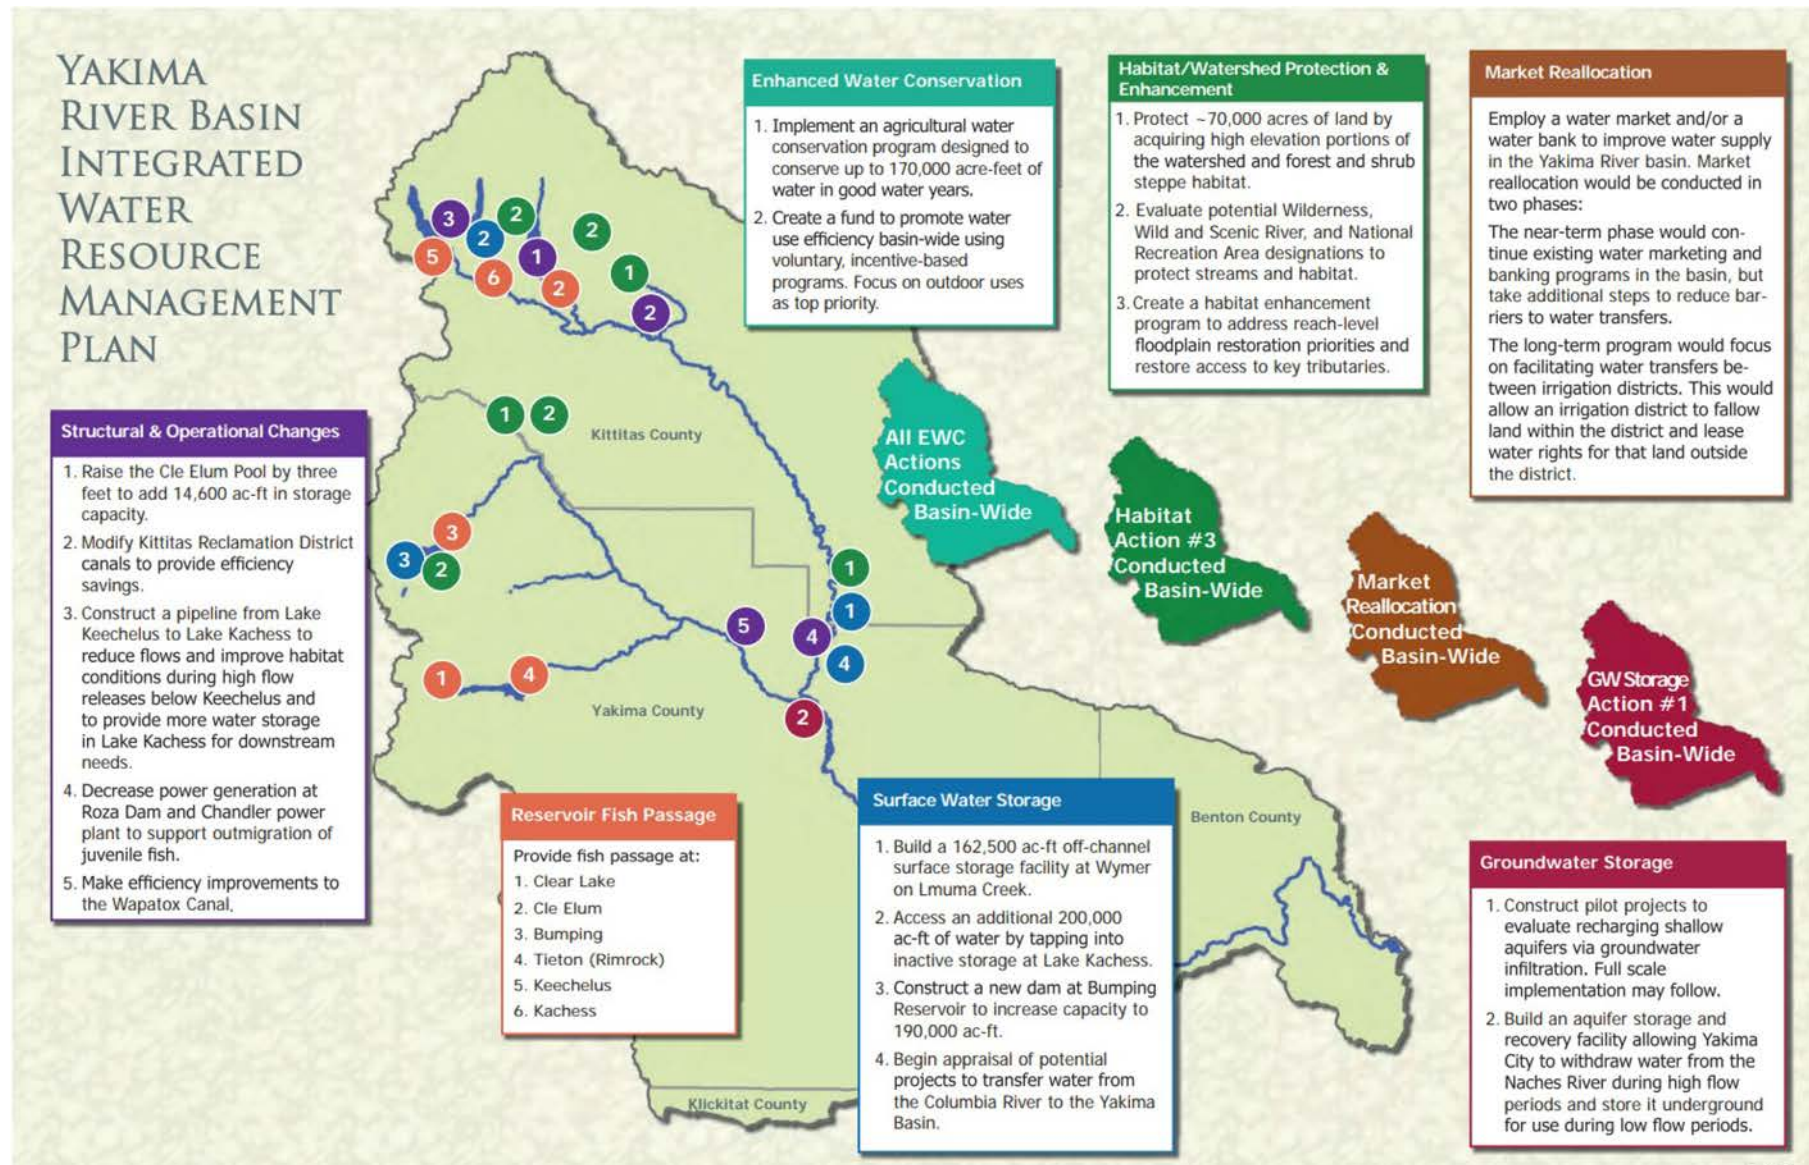 YAKIMA
RIVER BASIN
INTEGRATED
WATER
RESOURCE
MANAGEMENT
PLAN
Structural & Operational Changes
1. Raise the Cle Elum Pool by three
feet to add 14,600 ac-ft in storage
capacity.
2. Modify Kittitas Reclamation District
canals to provide efficiency
savings.
3. Construct a pipeline from Lake
Keechelus to Lake Kachess to
reduce flows and improve habitat
conditions during high flow
releases below Keechelus and
to provide more water storage
in Lake Kachess for downstream
needs.
4. Decrease power generation at
Roza Dam and Chandler power
plant to support outmigration of
juvenile fish.
5. Make efficiency improvements to
the Wapatox Canal.
3
2
2
2
5
6
1
2
1
2
1
2
Kittitas County
3
3
2
1
1
5
4
4
1
4
Yakima County
2
Benton County
Klickitat County
Reservoir Fish Passage
Provide fish passage at:
1. Clear Lake
2. Cle Elum
3. Bumping
4. Tieton (Rimrock)
5. Keechelus
6. Kachess
Enhanced Water Conservation
1. Implement an agricultural water
conservation program designed to
conserve up to 170,000 acre-feet of
water in good water years.
2. Create a fund to promote water
use efficiency basin-wide using
voluntary, incentive-based
programs. Focus on outdoor uses
as top priority.
Surface Water Storage
1. Build a 162,500 ac-ft off-channel
surface storage facility at Wymer
on Lmuma Creek.
2. Access an additional 200,000
ac-ft of water by tapping into
inactive storage at Lake Kachess.
3. Construct a new dam at Bumping
Reservoir to increase capacity to
190,000 ac-ft.
4. Begin appraisal of potential
projects to transfer water from
the Columbia River to the Yakima
Basin.
Habitat/Watershed Protection &
Enhancement
1. Protect ~70,000 acres of land by
acquiring high elevation portions of
the watershed and forest and shrub
steppe habitat.
2. Evaluate potential Wilderness,
Wild and Scenic River, and National
Recreation Area designations to
protect streams and habitat.
3. Create a habitat enhancement
program to address reach-level
floodplain restoration priorities and
restore access to key tributaries.
Market Reallocation
Employ a water market and/or a
water bank to improve water supply
in the Yakima River basin. Market
reallocation would be conducted in
two phases:
The near-term phase would con-
tinue existing water marketing and
banking programs in the basin, but
take additional steps to reduce bar-
riers to water transfers.
The long-term program would focus
on facilitating water transfers be-
tween irrigation districts. This would
allow an irrigation district to fallow
land within the district and lease
water rights for that land outside
the district.
All EWC
Actions
Conducted
Basin-Wide
Habitat
Action #3
Conducted
Basin-Wide
Market
Reallocation
Conducted
Basin-Wide
GW Storage
Action #1
Conducted
Basin-Wide
Groundwater Storage
1. Construct pilot projects to
evaluate recharging shallow
aquifers via groundwater
infiltration. Full scale
implementation may follow.
2. Build an aquifer storage and
recovery facility allowing Yakima
City to withdraw water from the
Naches River during high flow
periods and store it underground
for use during low flow periods.